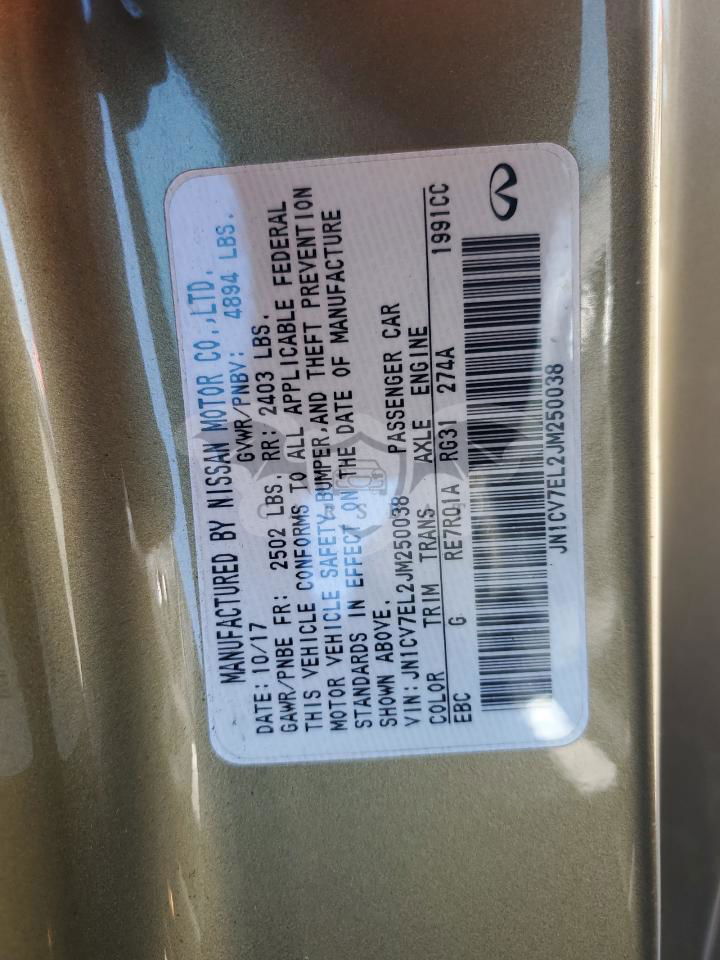 MANUFACTURED BY NISSAN MOTOR CO.,LTD.
DATE: 10/17 GVWR/PNBV: 4894 LBS.
GAWR/PNBE FR: 2502 LBS. RR: 2403 LBS.
THIS VEHICLE CONFORMS TO ALL APPLICABLE FEDERAL
MOTOR VEHICLE SAFETY,BUMPER,AND THEFT PREVENTION
STANDARDS IN EFFECT ON THE DATE OF MANUFACTURE
SHOWN ABOVE.
VIN: JN1CV7EL2JM250038 PASSENGER CAR
COLOR TRIM TRANS AXLE ENGINE
EBC G RE7R01A RG31 274A 1991CC
JN1CV7EL2JM250038